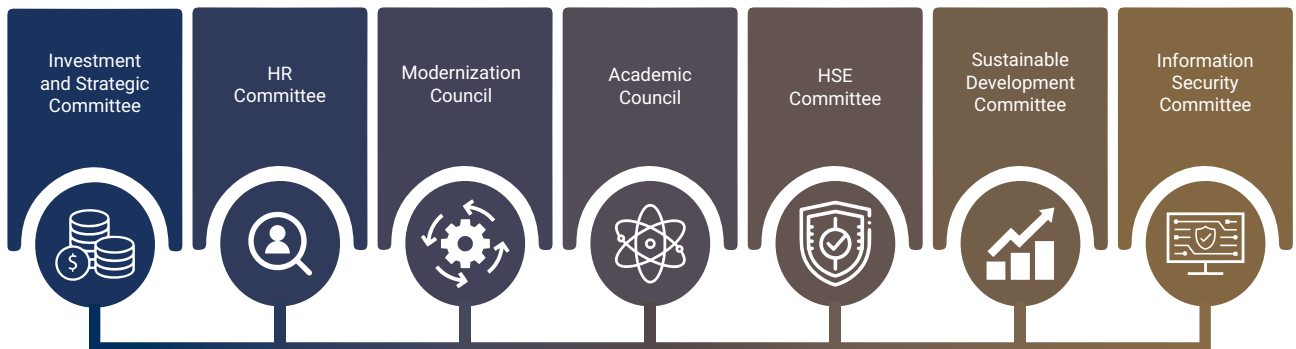 Investment
and Strategic
Committee
HR
Committee
Modernization
Council
Academic
Council
HSE
Committee
Sustainable
Development
Committee
Information
Security
Committee
$